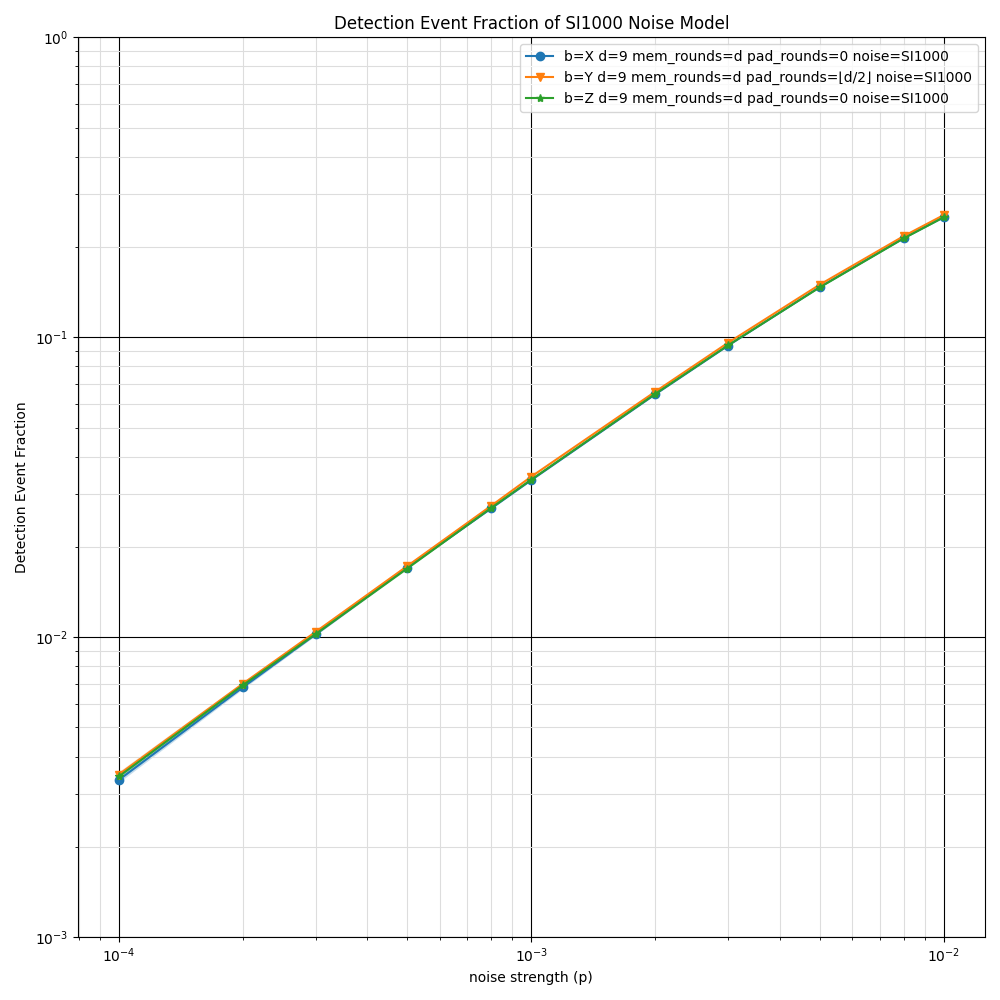 Detection Event Fraction of SI1000 Noise Model
b=X d=9 mem_rounds=d pad_rounds=0 noise=SI1000
b=Y d=9 mem_rounds=d pad_rounds=⌊d/2⌋ noise=SI1000
b=Z d=9 mem_rounds=d pad_rounds=0 noise=SI1000
Detection Event Fraction
10⁰
10⁻¹
10⁻²
10⁻³
10⁻⁴ 10⁻³ 10⁻²
noise strength (p)